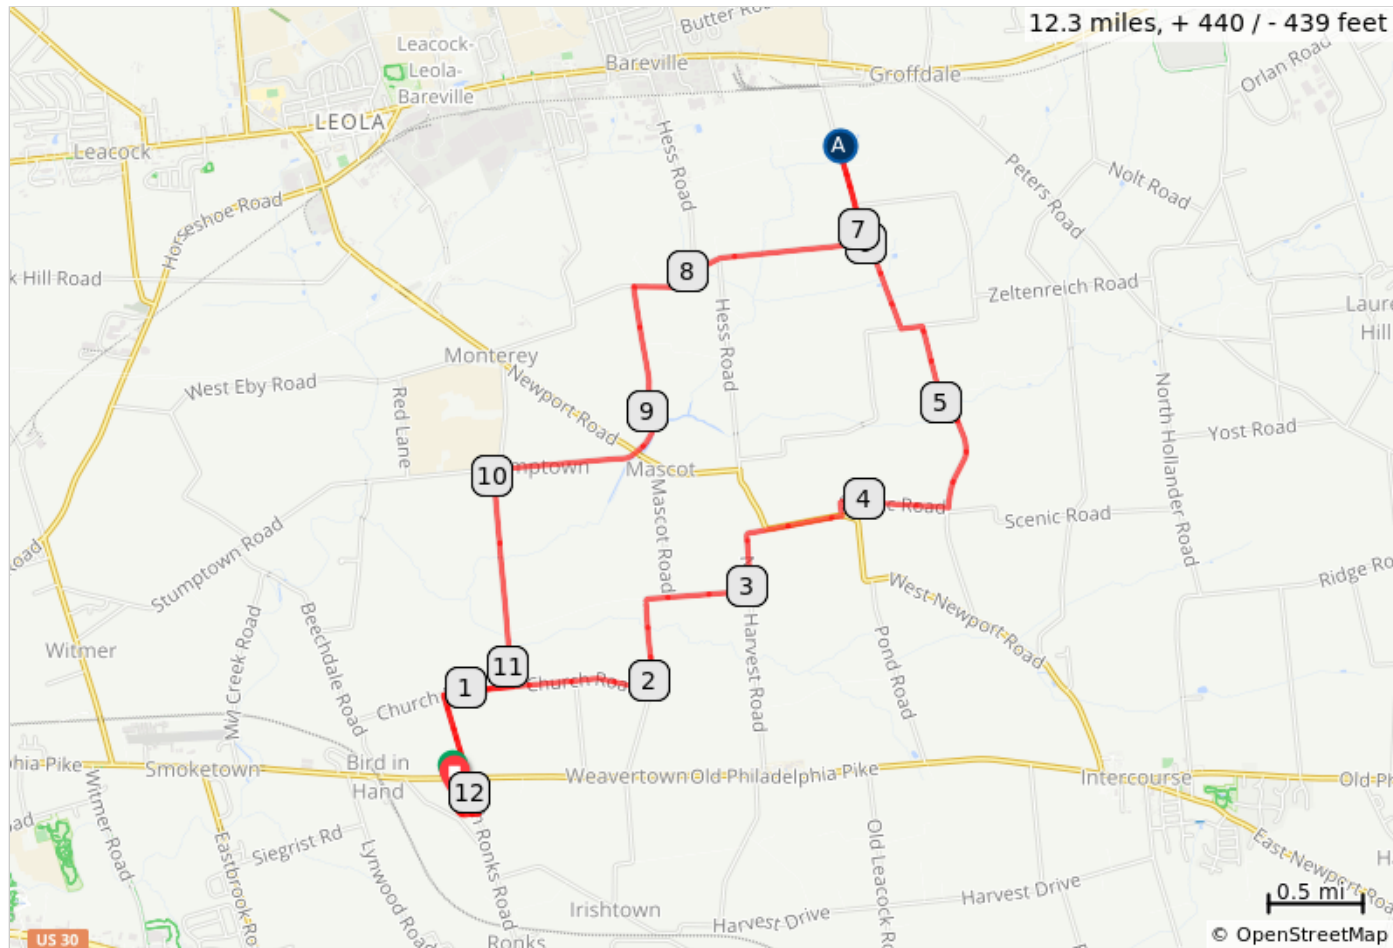 12.3 miles, + 440 / - 439 feet
Butter Ro
Leacock-
Leola-
Bareville
Bareville
Groffdale
Orlan Road
LEOLA
Leacock
A
Hess Road
Peters Road
Nolt Road
Horseshoe Road
7
8
k Hill Road
Zeltenreich Road
Laure
Hill
Hess Road
Monterey
West Eby Road
Newport Road
Red Lane
North Hollander Road
5
9
Yost Road
10
mptown
Mascot
4
c Road
Scenic Road
Mascot Road
Stumptown Road
oad
3
Ridge Ro
West Newport Road
Beechdale Road
Mill Creek Road
Harvest Road
Pond Road
Witmer
11
1
Church Roa
2
Church
hia Pike
Smoketown
Bird in
Hand
Weavertown
Old Philadelphia Pike
Intercourse
Old Ph
12
Witmer Road
oad
Siegrist Rd
Eastbrook Ro
Lynwood Road
n Ronks Road
Old Leacock R
East Newport Roa
Ha
Irishtown
Harvest Drive
Harvest Drive
0.5 mi
US 30
Ronks
© OpenStreetMap